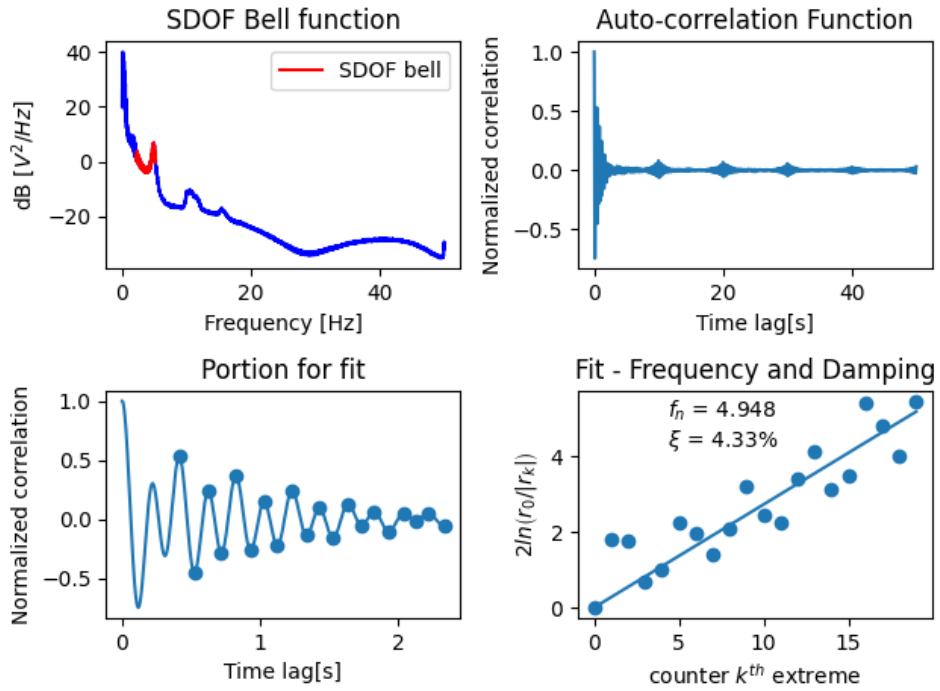 SDOF Bell function
40
20
0
−20
dB [V²/Hz]
SDOF bell
0
20
40
Frequency [Hz]
Auto-correlation Function
1.0
0.5
0.0
−0.5
Normalized correlation
0
20
40
Time lag[s]
Portion for fit
1.0
0.5
0.0
−0.5
Normalized correlation
0
1
2
Time lag[s]
Fit - Frequency and Damping
fₙ = 4.948
ξ = 4.33%
4
2
0
2ln(r₀/|rₖ|)
0
5
10
15
counter kᵗʰ extreme